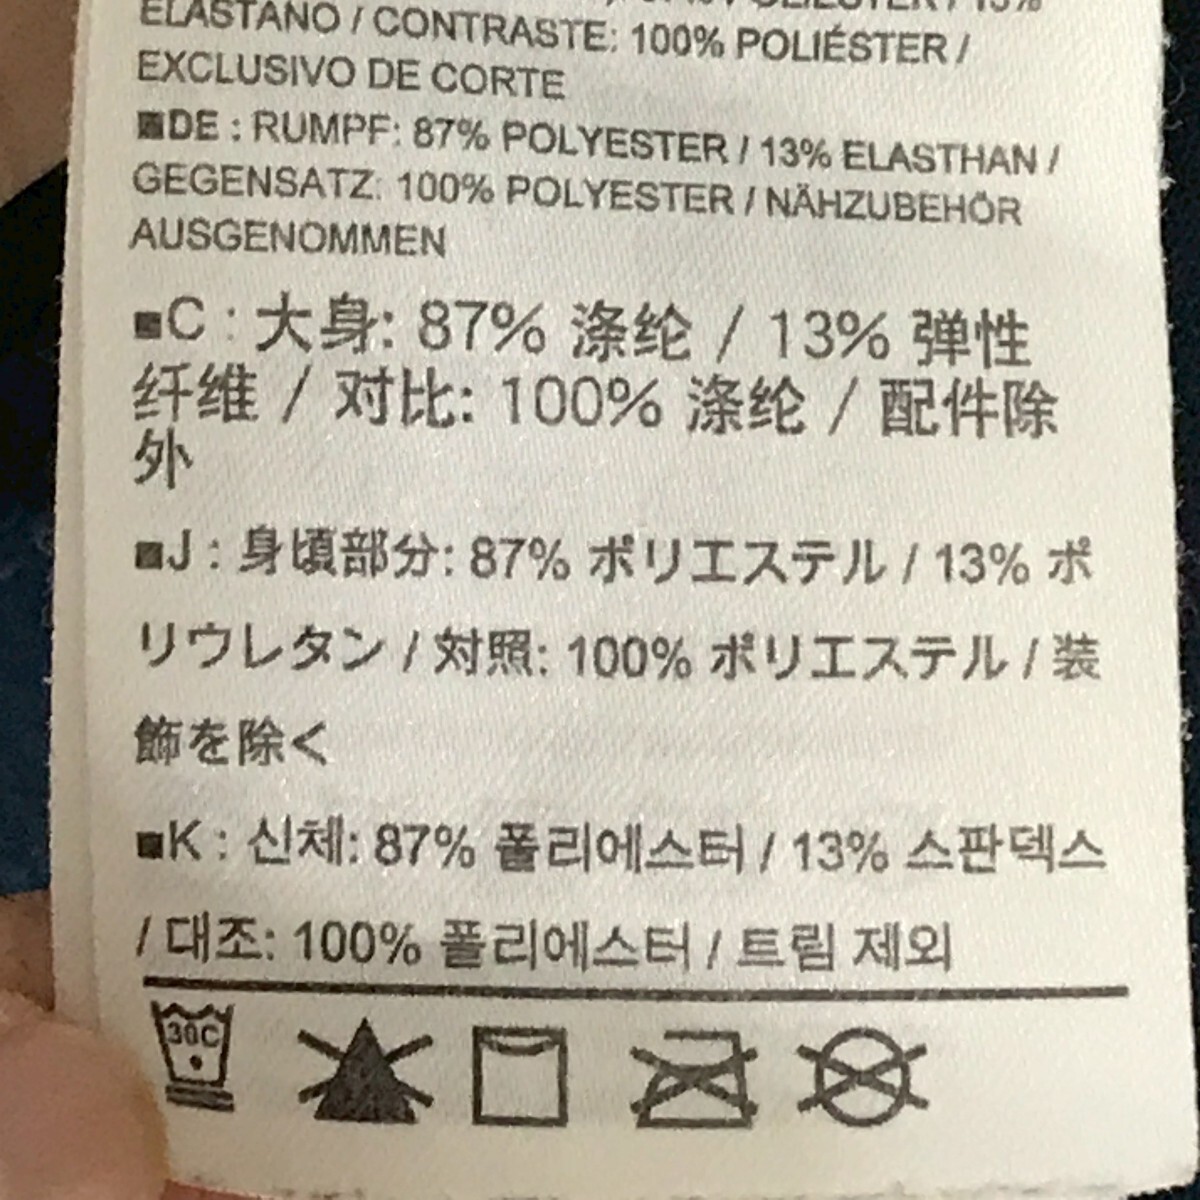 POLIÉSTER / 13%
ELASTANO / CONTRASTE: 100% POLIÉSTER /
EXCLUSIVO DE CORTE
■DE : RUMPF: 87% POLYESTER / 13% ELASTHAN /
GEGENSATZ: 100% POLYESTER / NÄHZUBEHÖR
AUSGENOMMEN
■C : 大身: 87% 涤纶 / 13% 弹性
纤维 / 对比: 100% 涤纶 / 配件除
外
■J : 身頃部分: 87% ポリエステル / 13% ポ
リウレタン / 対照: 100% ポリエステル / 装
飾を除く
■K : 신체: 87% 폴리에스터 / 13% 스판덱스
/ 대조: 100% 폴리에스터 / 트림 제외
30C